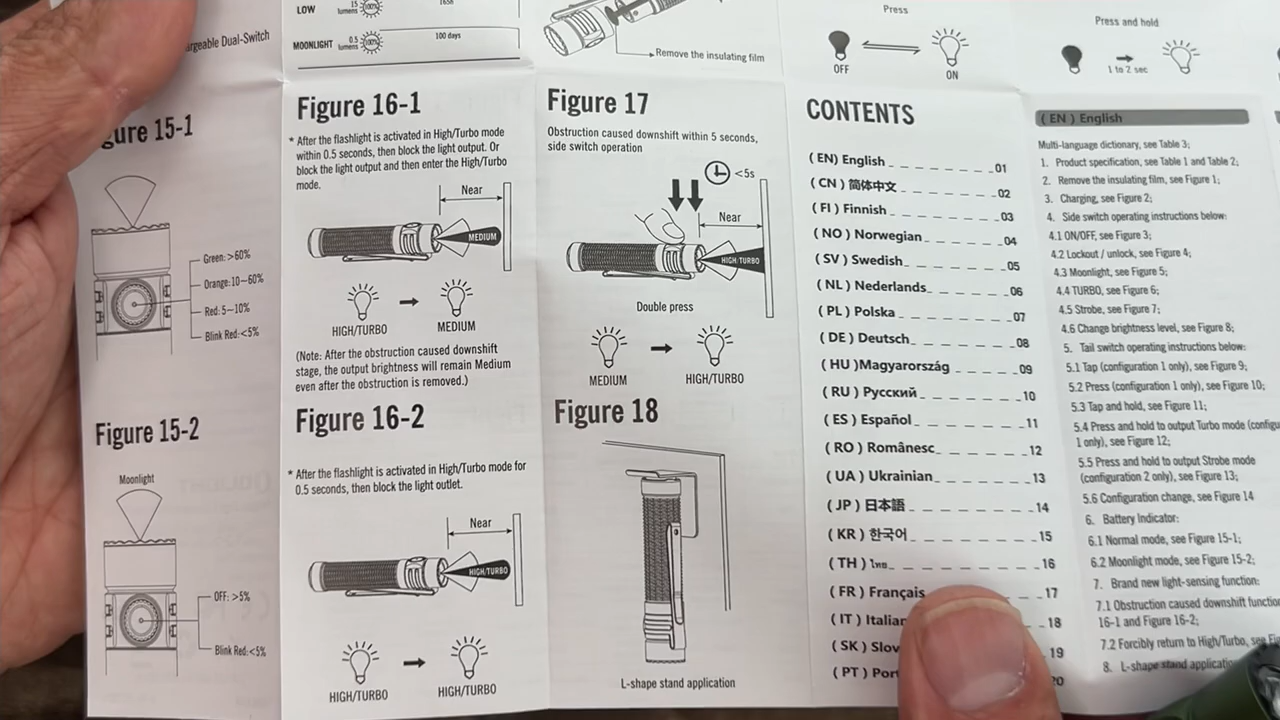 rgeable Dual-Switch
LOW 15 lumens 100%
MOONLIGHT 0.5 lumens 100% 100 days
Remove the insulating film
Press
OFF
ON
Press and hold
1 to 2 sec
ure 15-1
Green: >60%
Orange: 10–60%
Red: 5–10%
Blink Red: <5%
Figure 15-2
Moonlight
OFF: >5%
Blink Red: <5%
Figure 16-1
* After the flashlight is activated in High/Turbo mode
within 0.5 seconds, then block the light output. Or
block the light output and then enter the High/Turbo
mode.
Near
MEDIUM
HIGH/TURBO
MEDIUM
(Note: After the obstruction caused downshift
stage, the output brightness will remain Medium
even after the obstruction is removed.)
Figure 16-2
* After the flashlight is activated in High/Turbo mode for
0.5 seconds, then block the light outlet.
Near
HIGH/TURBO
HIGH/TURBO
HIGH/TURBO
Figure 17
Obstruction caused downshift within 5 seconds,
side switch operation
<5s
Near
HIGH/TURBO
Double press
MEDIUM
HIGH/TURBO
Figure 18
L-shape stand application
CONTENTS
( EN) English _ _ _ _ _ _ _ _ 01
( CN ) 简体中文 _ _ _ _ _ _ _ _ 02
( FI ) Finnish _ _ _ _ _ _ _ _ 03
( NO ) Norwegian _ _ _ _ _ _ 04
( SV ) Swedish _ _ _ _ _ _ _ 05
( NL ) Nederlands _ _ _ _ _ _ 06
( PL ) Polska _ _ _ _ _ _ _ _ 07
( DE ) Deutsch _ _ _ _ _ _ _ 08
( HU )Magyarország _ _ _ _ _ 09
( RU ) Русский _ _ _ _ _ _ _ 10
( ES ) Español _ _ _ _ _ _ _ 11
( RO ) Românesc _ _ _ _ _ _ 12
( UA ) Ukrainian _ _ _ _ _ _ 13
( JP ) 日本語 _ _ _ _ _ _ _ _ 14
( KR ) 한국어 _ _ _ _ _ _ _ _ 15
( TH ) ไทย _ _ _ _ _ _ _ _ _ 16
( FR ) Français _ _ _ 17
( IT ) Italian 18
( SK ) Slov 19
( PT ) Port 20
( EN ) English
Multi-language dictionary, see Table 3;
1. Product specification, see Table 1 and Table 2;
2. Remove the insulating film, see Figure 1;
3. Charging, see Figure 2;
4. Side switch operating instructions below:
4.1 ON/OFF, see Figure 3;
4.2 Lockout / unlock, see Figure 4;
4.3 Moonlight, see Figure 5;
4.4 TURBO, see Figure 6;
4.5 Strobe, see Figure 7;
4.6 Change brightness level, see Figure 8;
5. Tail switch operating instructions below:
5.1 Tap (configuration 1 only), see Figure 9;
5.2 Press (configuration 1 only), see Figure 10;
5.3 Tap and hold, see Figure 11;
5.4 Press and hold to output Turbo mode (configu
1 only), see Figure 12;
5.5 Press and hold to output Strobe mode
(configuration 2 only), see Figure 13;
5.6 Configuration change, see Figure 14
6. Battery Indicator:
6.1 Normal mode, see Figure 15-1;
6.2 Moonlight mode, see Figure 15-2;
7. Brand new light-sensing function:
7.1 Obstruction caused downshift function
16-1 and Figure 16-2;
7.2 Forcibly return to High/Turbo, see Fi
8. L-shape stand applicatio